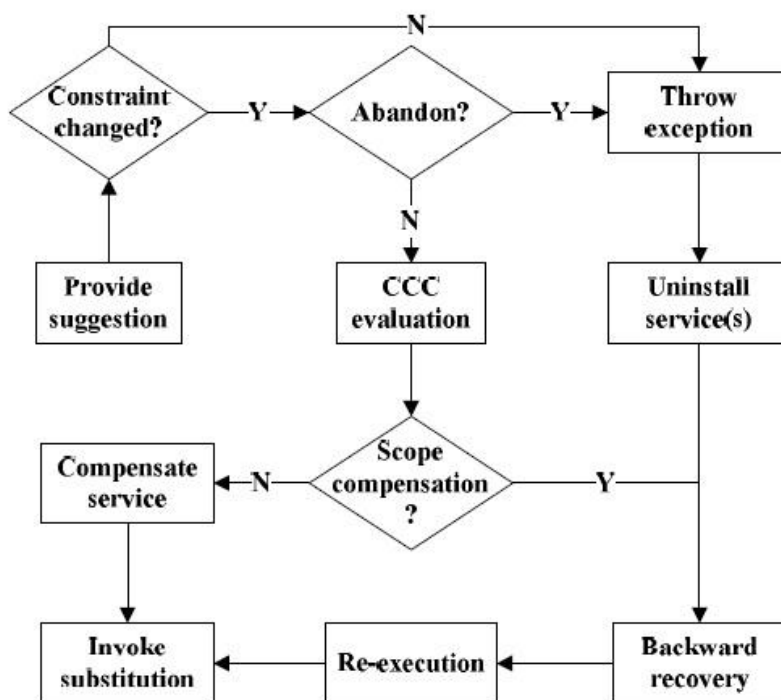 N
Constraint
changed?
Y
Abandon?
Y
Throw
exception
N
Provide
suggestion
CCC
evaluation
Uninstall
service(s)
Compensate
service
N
Scope
compensation
?
Y
Invoke
substitution
Re-execution
Backward
recovery